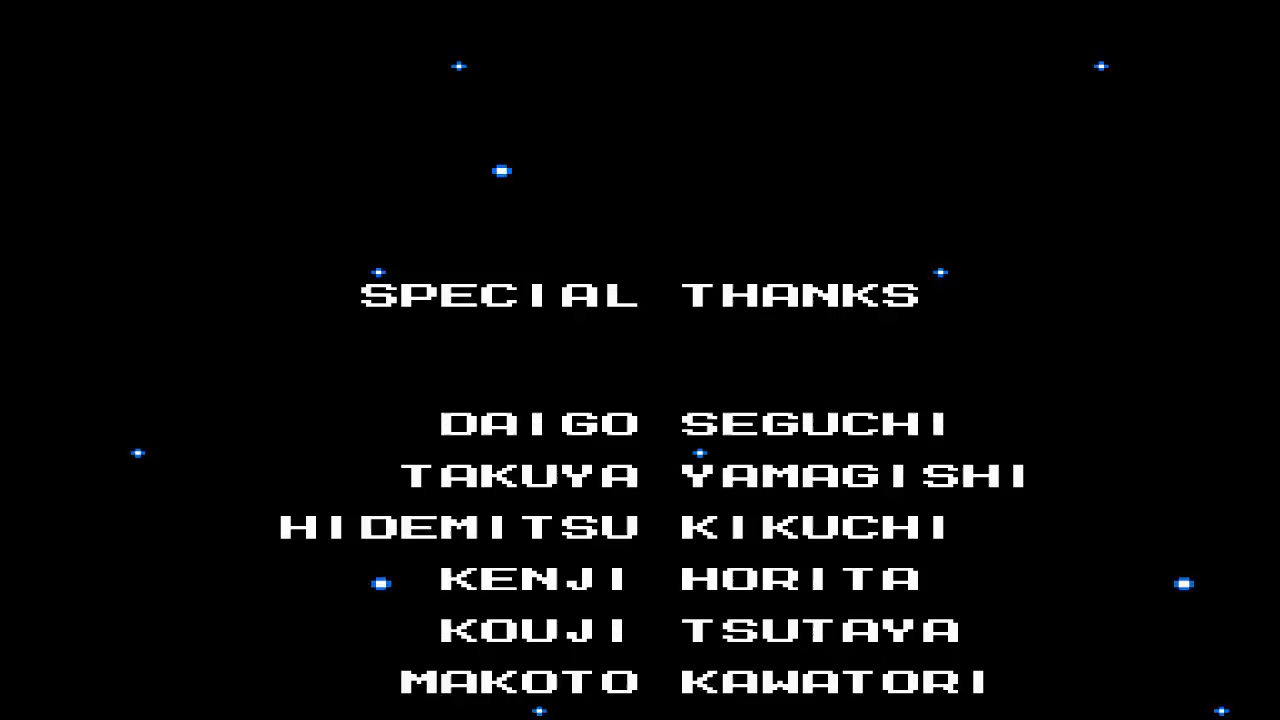 SPECIAL THANKS
DAIGO SEGUCHI
TAKUYA YAMAGISHI
HIDEMITSU KIKUCHI
KENJI HORITA
KOUJI TSUTAYA
MAKOTO KAWATORI